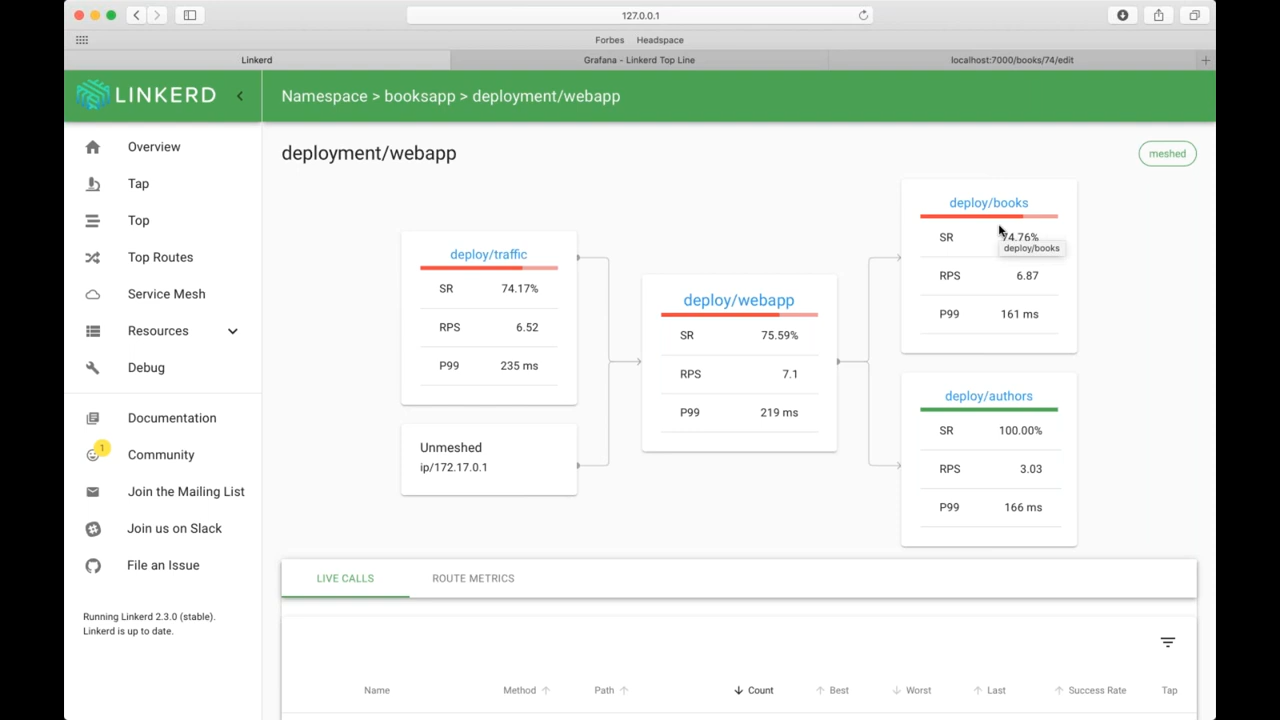 127.0.0.1
Forbes Headspace
Linkerd Grafana - Linkerd Top Line localhost:7000/books/74/edit
LINKERD Namespace > booksapp > deployment/webapp
Overview
Tap
Top
Top Routes
Service Mesh
Resources
Debug
Documentation
1
Community
Join the Mailing List
Join us on Slack
File an Issue
Running Linkerd 2.3.0 (stable).
Linkerd is up to date.
deployment/webapp
meshed
deploy/traffic
SR 74.17%
RPS 6.52
P99 235 ms
Unmeshed
ip/172.17.0.1
deploy/webapp
SR 75.59%
RPS 7.1
P99 219 ms
deploy/books
SR 74.76%
deploy/books
RPS 6.87
P99 161 ms
deploy/authors
SR 100.00%
RPS 3.03
P99 166 ms
LIVE CALLS ROUTE METRICS
Name Method Path Count Best Worst Last Success Rate Tap